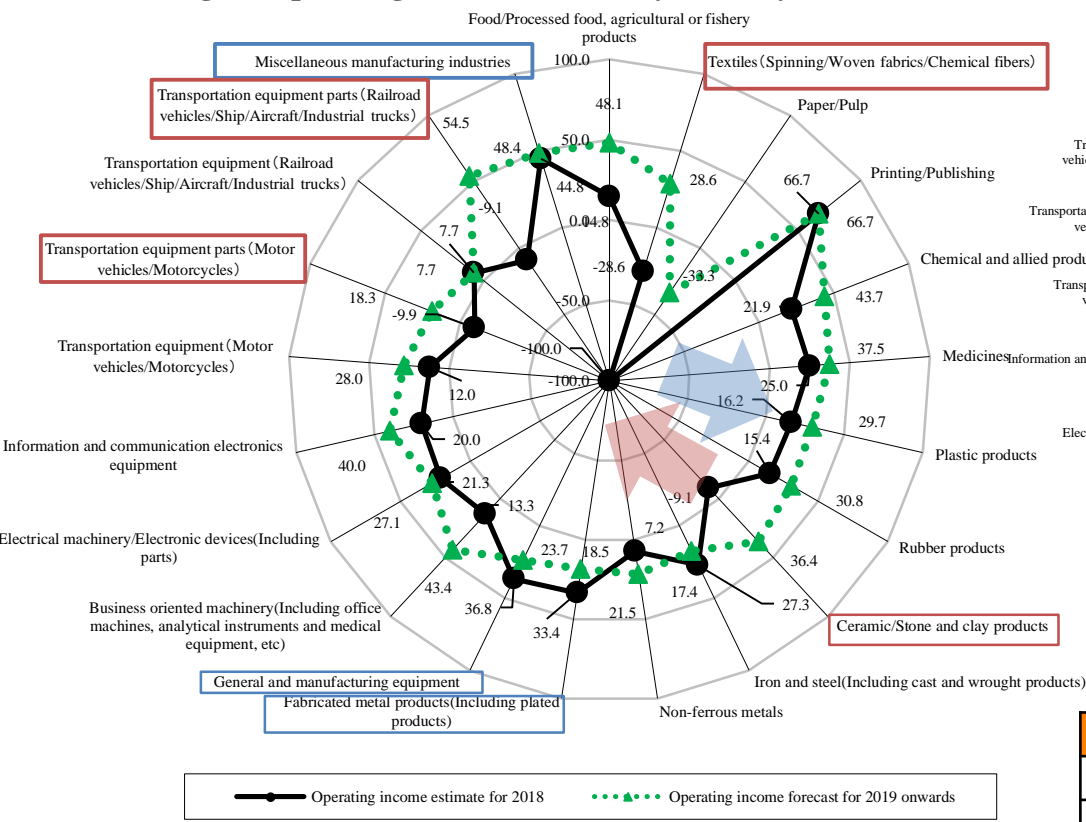 Food/Processed food, agricultural or fishery
products
Miscellaneous manufacturing industries
Textiles（Spinning/Woven fabrics/Chemical fibers）
Transportation equipment parts（Railroad
vehicles/Ship/Aircraft/Industrial trucks）
Paper/Pulp
Transportation equipment（Railroad
vehicles/Ship/Aircraft/Industrial trucks）
Printing/Publishing
Transportation equipment parts（Motor
vehicles/Motorcycles）
Chemical and allied produ
Transportation equipment（Motor
vehicles/Motorcycles）
Medicines
Information an
Information and communication electronics
equipment
Plastic products
Elec
Electrical machinery/Electronic devices(Including
parts)
Rubber products
Business oriented machinery(Including office
machines, analytical instruments and medical
equipment, etc)
Ceramic/Stone and clay products
General and manufacturing equipment
Iron and steel(Including cast and wrought products)
Fabricated metal products(Including plated
products)
Non-ferrous metals
100.0
50.0
0.0
-50.0
-100.0
48.1
14.8
28.6
-28.6
-33.3
-100.0
66.7
66.7
43.7
21.9
37.5
25.0
29.7
16.2
30.8
15.4
36.4
-9.1
17.4
27.3
21.5
7.2
18.5
33.4
23.7
36.8
43.4
13.3
27.1
21.3
40.0
20.0
28.0
12.0
18.3
-9.9
7.7
7.7
54.5
-9.1
48.4
44.8
Operating income estimate for 2018
Operating income forecast for 2019 onwards